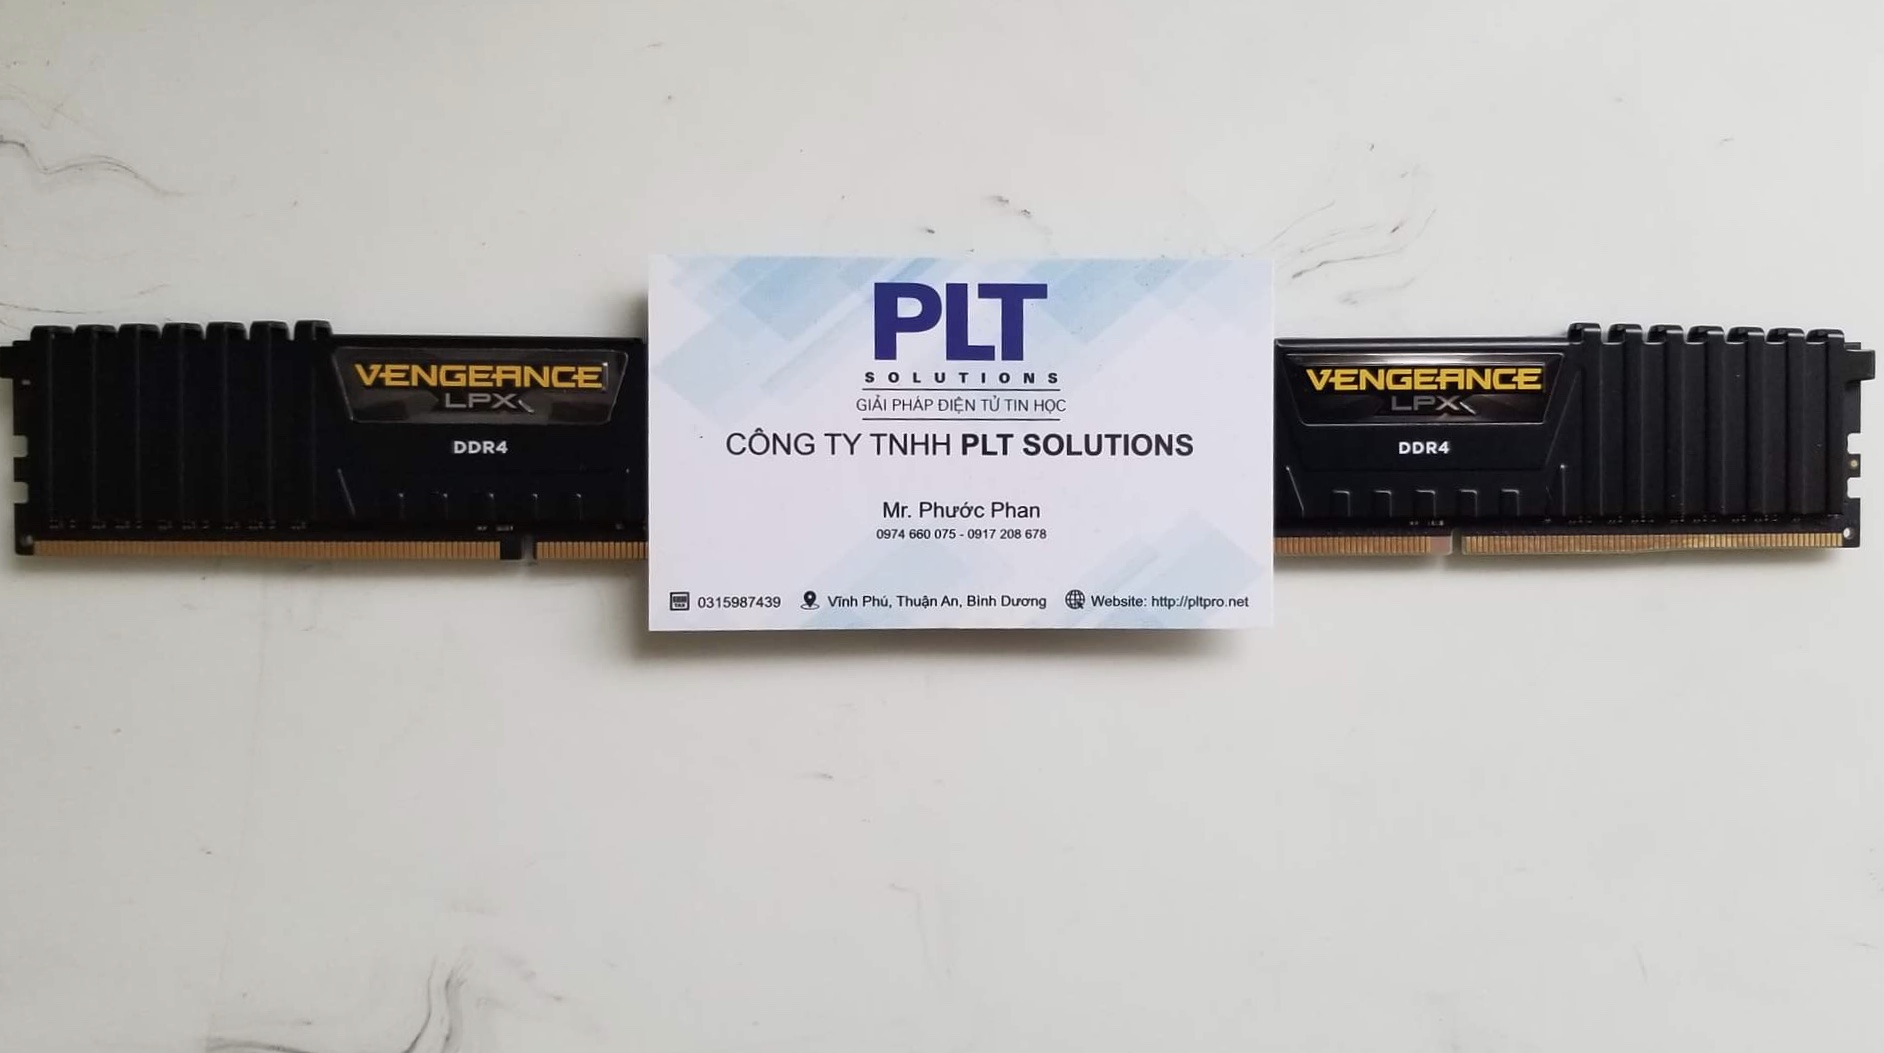 VENGEANCE
LPX
DDR4
PLT
SOLUTIONS
GIẢI PHÁP ĐIỆN TỬ TIN HỌC
CÔNG TY TNHH PLT SOLUTIONS
Mr. Phước Phan
0974 660 075 - 0917 208 678
0315987439 Vĩnh Phú, Thuận An, Bình Dương Website: http://pltpro.net
VENGEANCE
LPX
DDR4